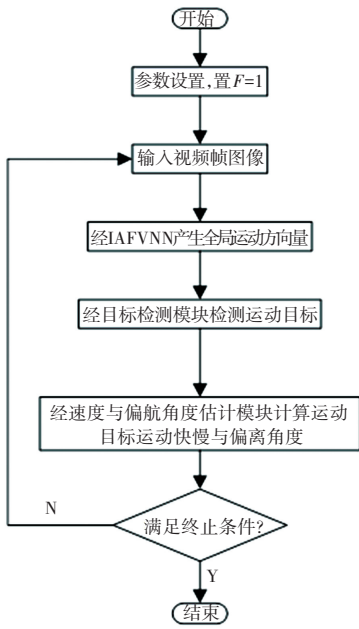 开始
参数设置,置F=1
输入视频帧图像
经IAFVNN产生全局运动方向量
经目标检测模块检测运动目标
经速度与偏航角度估计模块计算运动
目标运动快慢与偏离角度
N
满足终止条件?
Y
结束